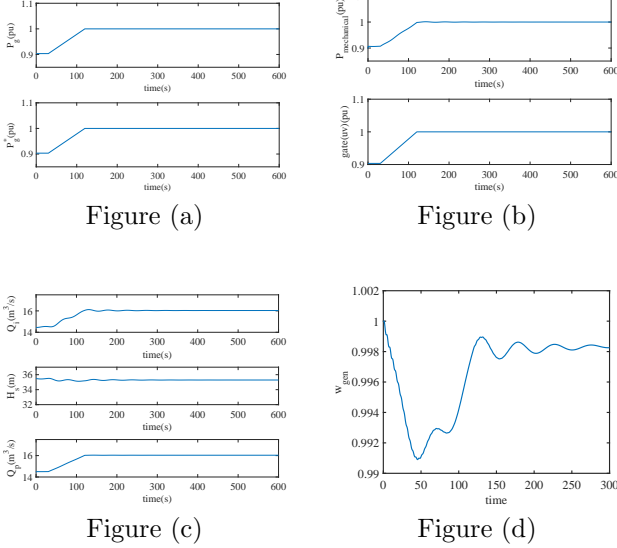 1.1
1
0.9
P_g(pu)
0 100 200 300 400 500 600
time(s)
1.1
1
0.9
P_g^*(pu)
0 100 200 300 400 500 600
time(s)
Figure (a)
1
0.9
P_mechanical(pu)
0 100 200 300 400 500 600
time(s)
1.1
1
0.9
gate(uv)(pu)
0 100 200 300 400 500 600
time(s)
Figure (b)
16
14
Q_i(m^3/s)
0 100 200 300 400 500 600
time(s)
36
34
32
H_s(m)
0 100 200 300 400 500 600
time(s)
16
14
Q_p(m^3/s)
0 100 200 300 400 500 600
time(s)
Figure (c)
1.002
1
0.998
0.996
0.994
0.992
0.99
w_gen
0 50 100 150 200 250 300
time
Figure (d)